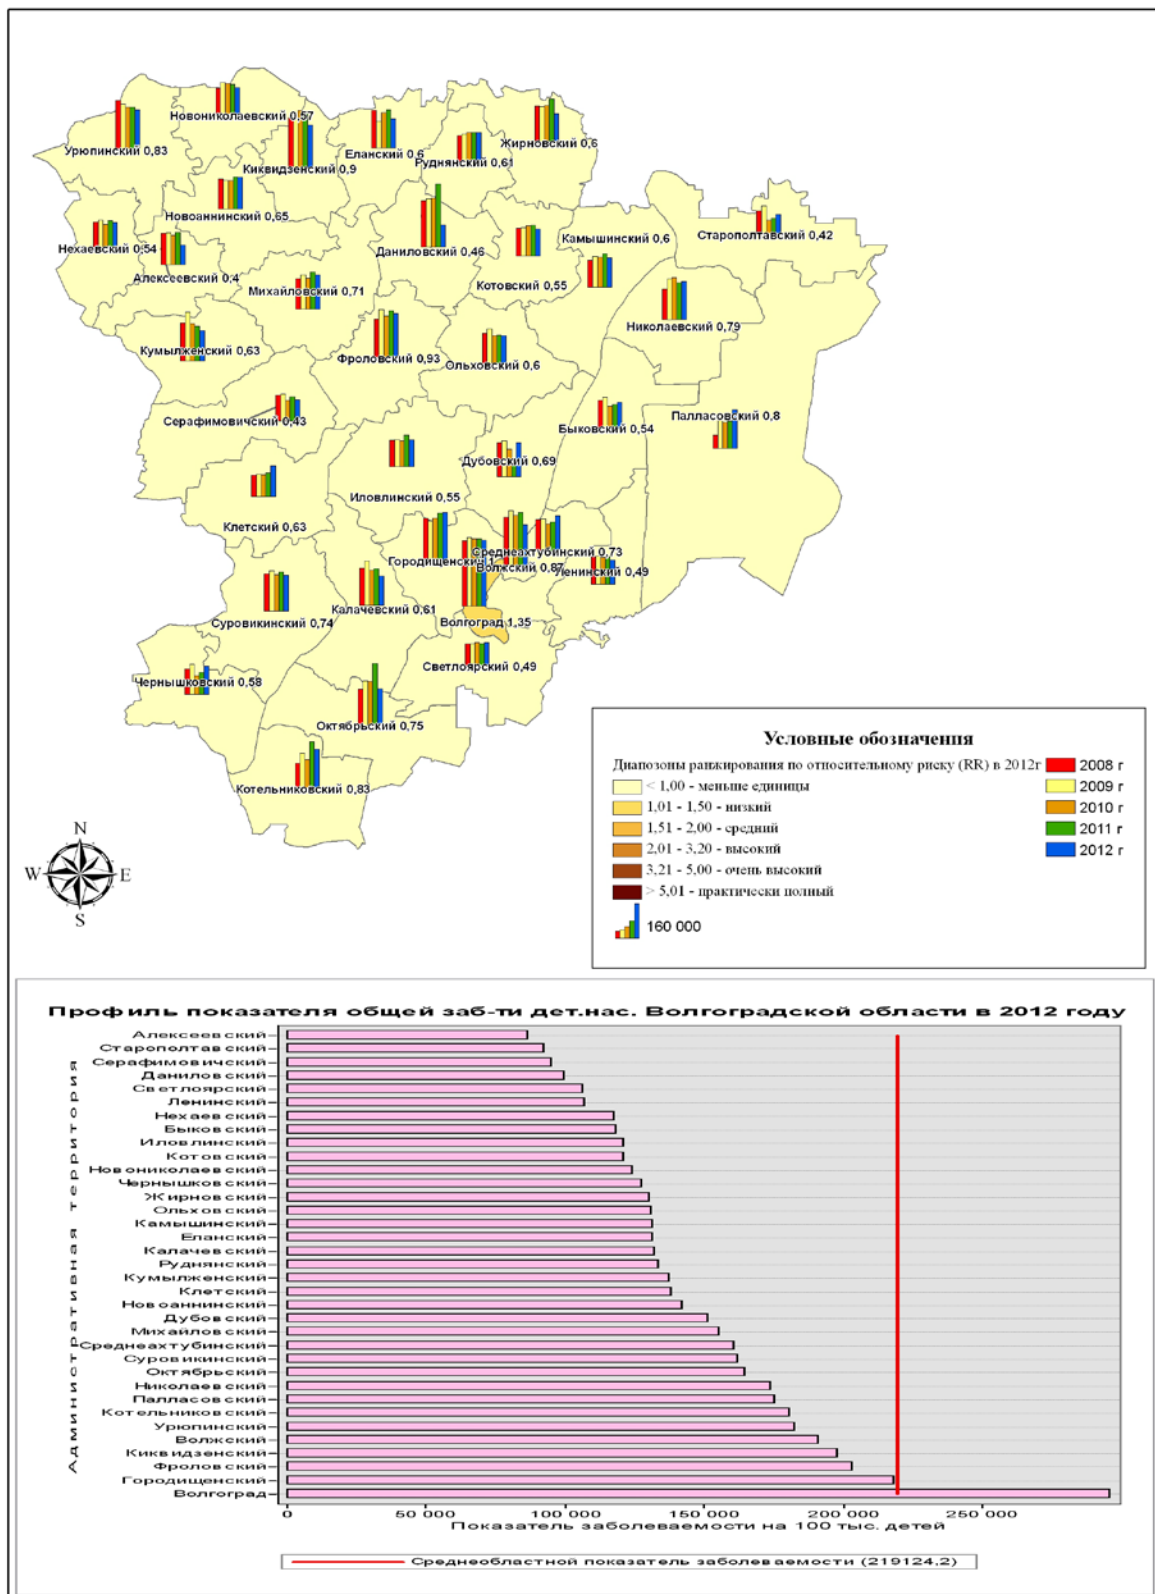 Новониколаевский 0,57
Урюпинский 0,83
Киквидзенский 0,9
Еланский 0,6
Руднянский 0,61
Жирновский 0,6
Новоаннинский 0,65
Нехаевский 0,54
Алексеевский 0,4
Даниловский 0,46
Камышинский 0,6
Старополтавский 0,42
Котовский 0,55
Михайловский 0,71
Николаевский 0,79
Кумылженский 0,63
Фроловский 0,93
Ольховский 0,6
Серафимовичский 0,43
Палласовский 0,8
Быковский 0,54
Дубовский 0,69
Иловлинский 0,55
Клетский 0,63
Городищенский 1
Среднеахтубинский 0,73
Волжский 0,87
Ленинский 0,49
Калачевский 0,61
Суровикинский 0,74
Волгоград 1,35
Светлоярский 0,49
Чернышковский 0,58
Октябрьский 0,75
Котельниковский 0,83
N
W
E
S
Условные обозначения
Диапозоны ранжирования по относительному риску (RR) в 2012г
< 1,00 - меньше единицы
1,01 - 1,50 - низкий
1,51 - 2,00 - средний
2,01 - 3,20 - высокий
3,21 - 5,00 - очень высокий
> 5,01 - практически полный
160 000
2008 г
2009 г
2010 г
2011 г
2012 г
Профиль показателя общей заб-ти дет.нас. Волгоградской области в 2012 году
Административная территория
Алексеевский
Старополтавский
Серафимовичский
Даниловский
Светлоярский
Ленинский
Нехаевский
Быковский
Иловлинский
Котовский
Новониколаевский
Чернышковский
Жирновский
Ольховский
Камышинский
Еланский
Калачевский
Руднянский
Кумылженский
Клетский
Новоаннинский
Дубовский
Михайловский
Среднеахтубинский
Суровикинский
Октябрьский
Николаевский
Палласовский
Котельниковский
Урюпинский
Волжский
Киквидзенский
Фроловский
Городищенский
Волгоград
0 50 000 100 000 150 000 200 000 250 000
Показатель заболеваемости на 100 тыс. детей
Среднеобластной показатель заболеваемости (219124,2)